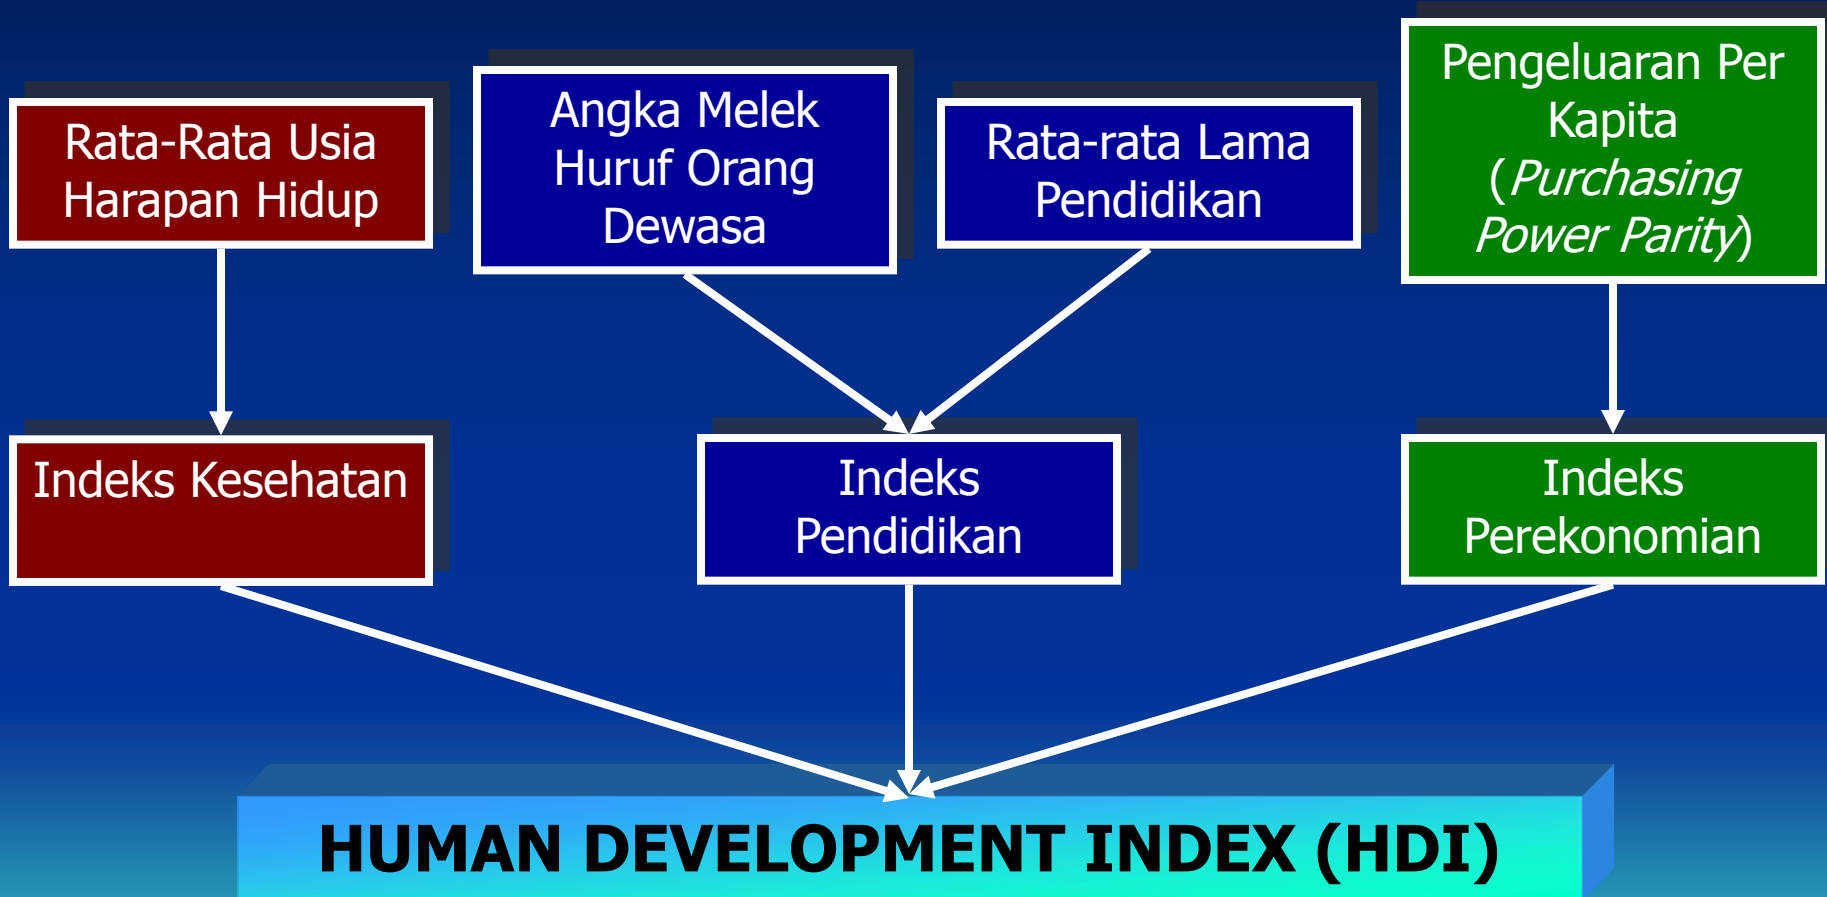 Rata-Rata Usia
Harapan Hidup
Angka Melek
Huruf Orang
Dewasa
Rata-rata Lama
Pendidikan
Pengeluaran Per
Kapita
(Purchasing
Power Parity)
Indeks Kesehatan
Indeks
Pendidikan
Indeks
Perekonomian
HUMAN DEVELOPMENT INDEX (HDI)